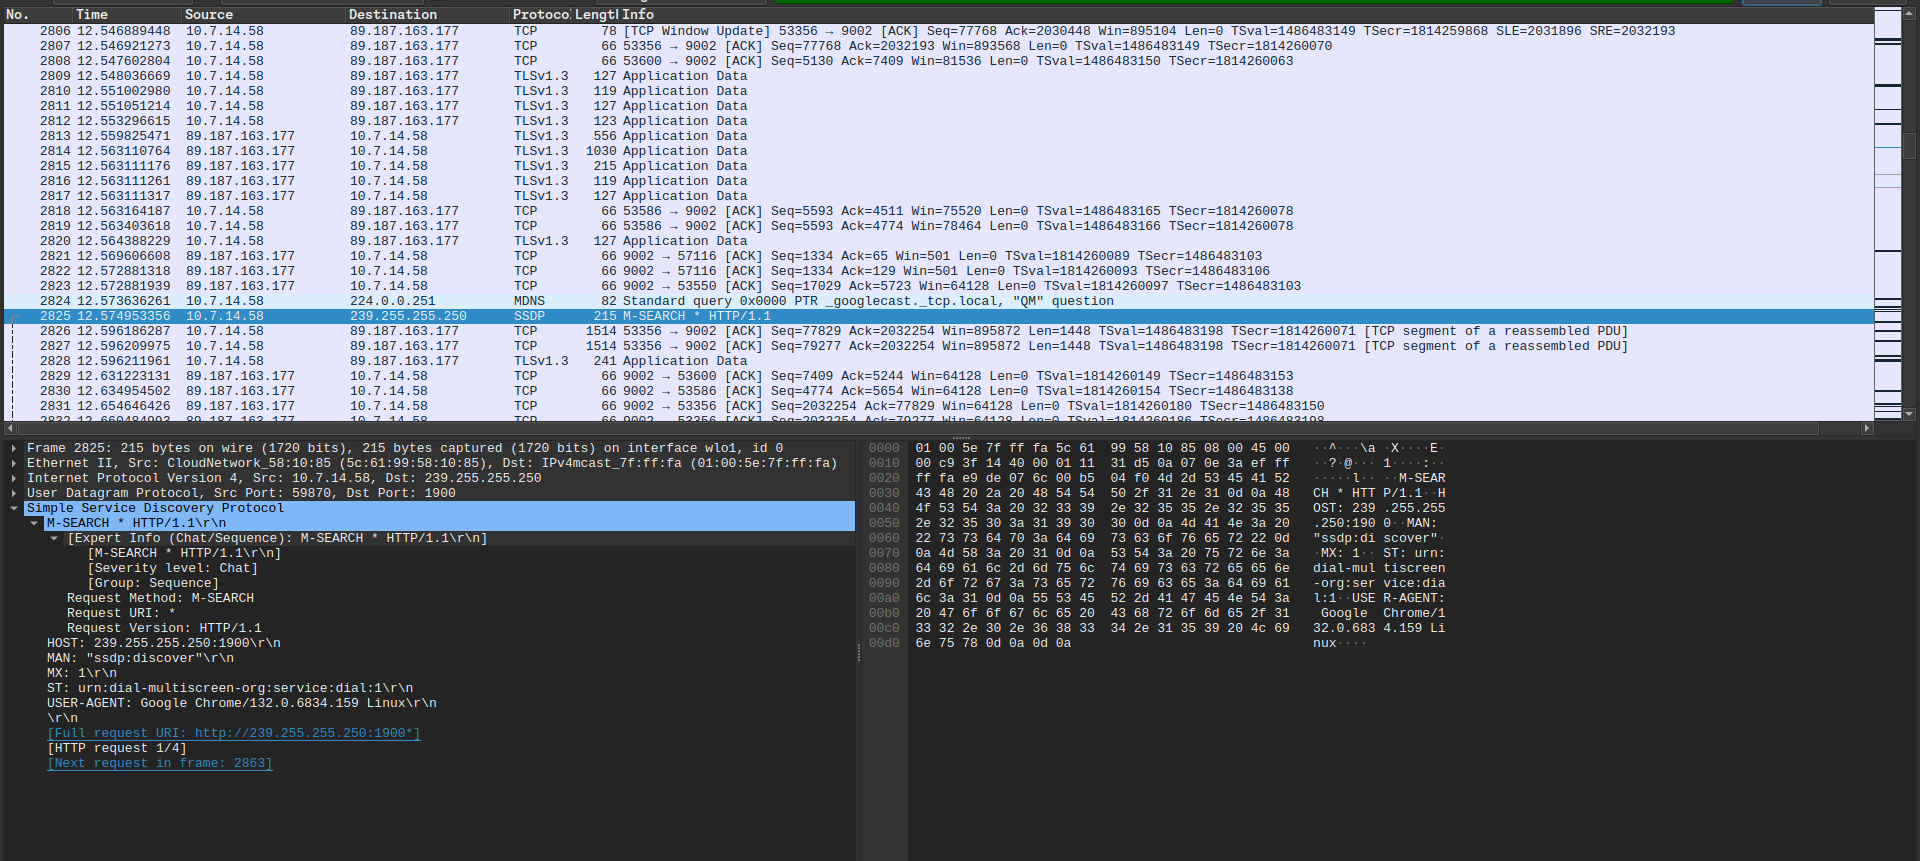 No. Time Source Destination Protoco Lengtl Info
2806 12.546889448 10.7.14.58 89.187.163.177 TCP 78 [TCP Window Update] 53356 → 9002 [ACK] Seq=77768 Ack=2030448 Win=895104 Len=0 TSval=1486483149 TSecr=1814259868 SLE=2031896 SRE=2032193
2807 12.546921273 10.7.14.58 89.187.163.177 TCP 66 53356 → 9002 [ACK] Seq=77768 Ack=2032193 Win=893568 Len=0 TSval=1486483149 TSecr=1814260070
2808 12.547602804 10.7.14.58 89.187.163.177 TCP 66 53600 → 9002 [ACK] Seq=5130 Ack=7409 Win=81536 Len=0 TSval=1486483150 TSecr=1814260063
2809 12.548036669 10.7.14.58 89.187.163.177 TLSv1.3 127 Application Data
2810 12.551002980 10.7.14.58 89.187.163.177 TLSv1.3 119 Application Data
2811 12.551051214 10.7.14.58 89.187.163.177 TLSv1.3 127 Application Data
2812 12.553296615 10.7.14.58 89.187.163.177 TLSv1.3 123 Application Data
2813 12.559825471 89.187.163.177 10.7.14.58 TLSv1.3 556 Application Data
2814 12.563110764 89.187.163.177 10.7.14.58 TLSv1.3 1030 Application Data
2815 12.563111176 89.187.163.177 10.7.14.58 TLSv1.3 215 Application Data
2816 12.563111261 89.187.163.177 10.7.14.58 TLSv1.3 119 Application Data
2817 12.563111317 89.187.163.177 10.7.14.58 TLSv1.3 127 Application Data
2818 12.563164187 10.7.14.58 89.187.163.177 TCP 66 53586 → 9002 [ACK] Seq=5593 Ack=4511 Win=75520 Len=0 TSval=1486483165 TSecr=1814260078
2819 12.563403618 10.7.14.58 89.187.163.177 TCP 66 53586 → 9002 [ACK] Seq=5593 Ack=4774 Win=78464 Len=0 TSval=1486483166 TSecr=1814260078
2820 12.564388229 10.7.14.58 89.187.163.177 TLSv1.3 127 Application Data
2821 12.569606608 89.187.163.177 10.7.14.58 TCP 66 9002 → 57116 [ACK] Seq=1334 Ack=65 Win=501 Len=0 TSval=1814260089 TSecr=1486483103
2822 12.572881318 89.187.163.177 10.7.14.58 TCP 66 9002 → 57116 [ACK] Seq=1334 Ack=129 Win=501 Len=0 TSval=1814260093 TSecr=1486483106
2823 12.572881939 89.187.163.177 10.7.14.58 TCP 66 9002 → 53550 [ACK] Seq=17029 Ack=5723 Win=64128 Len=0 TSval=1814260097 TSecr=1486483103
2824 12.573636261 10.7.14.58 224.0.0.251 MDNS 82 Standard query 0x0000 PTR _googlecast._tcp.local, "QM" question
2825 12.574953356 10.7.14.58 239.255.255.250 SSDP 215 M-SEARCH * HTTP/1.1
2826 12.596186287 10.7.14.58 89.187.163.177 TCP 1514 53356 → 9002 [ACK] Seq=77829 Ack=2032254 Win=895872 Len=1448 TSval=1486483198 TSecr=1814260071 [TCP segment of a reassembled PDU]
2827 12.596209975 10.7.14.58 89.187.163.177 TCP 1514 53356 → 9002 [ACK] Seq=79277 Ack=2032254 Win=895872 Len=1448 TSval=1486483198 TSecr=1814260071 [TCP segment of a reassembled PDU]
2828 12.596211961 10.7.14.58 89.187.163.177 TLSv1.3 241 Application Data
2829 12.631223131 89.187.163.177 10.7.14.58 TCP 66 9002 → 53600 [ACK] Seq=7409 Ack=5244 Win=64128 Len=0 TSval=1814260149 TSecr=1486483153
2830 12.634954502 89.187.163.177 10.7.14.58 TCP 66 9002 → 53586 [ACK] Seq=4774 Ack=5654 Win=64128 Len=0 TSval=1814260154 TSecr=1486483138
2831 12.654646426 89.187.163.177 10.7.14.58 TCP 66 9002 → 53356 [ACK] Seq=2032254 Ack=77829 Win=64128 Len=0 TSval=1814260180 TSecr=1486483150
2832 12.660484993 89.187.163.177 10.7.14.58 TCP 66 9002 → 53356 [ACK] Seq=2032254 Ack=79277 Win=64128 Len=0 TSval=1814260186 TSecr=1486483198
Frame 2825: 215 bytes on wire (1720 bits), 215 bytes captured (1720 bits) on interface wlo1, id 0
Ethernet II, Src: CloudNetwork_58:10:85 (5c:61:99:58:10:85), Dst: IPv4mcast_7f:ff:fa (01:00:5e:7f:ff:fa)
Internet Protocol Version 4, Src: 10.7.14.58, Dst: 239.255.255.250
User Datagram Protocol, Src Port: 59870, Dst Port: 1900
Simple Service Discovery Protocol
M-SEARCH * HTTP/1.1\r\n
[Expert Info (Chat/Sequence): M-SEARCH * HTTP/1.1\r\n]
[M-SEARCH * HTTP/1.1\r\n]
[Severity level: Chat]
[Group: Sequence]
Request Method: M-SEARCH
Request URI: *
Request Version: HTTP/1.1
HOST: 239.255.255.250:1900\r\n
MAN: "ssdp:discover"\r\n
MX: 1\r\n
ST: urn:dial-multiscreen-org:service:dial:1\r\n
USER-AGENT: Google Chrome/132.0.6834.159 Linux\r\n
\r\n
[Full request URI: http://239.255.255.250:1900*]
[HTTP request 1/4]
[Next request in frame: 2863]
0000 01 00 5e 7f ff fa 5c 61 99 58 10 85 08 00 45 00 ··^···\a ·X····E·
0010 00 c9 3f 14 40 00 01 11 31 d5 0a 07 0e 3a ef ff ··?·@··· 1····:··
0020 ff fa e9 de 07 6c 00 b5 04 f0 4d 2d 53 45 41 52 ·····l·· ··M-SEAR
0030 43 48 20 2a 20 48 54 54 50 2f 31 2e 31 0d 0a 48 CH * HTT P/1.1··H
0040 4f 53 54 3a 20 32 33 39 2e 32 35 35 2e 32 35 35 OST: 239 .255.255
0050 2e 32 35 30 3a 31 39 30 30 0d 0a 4d 41 4e 3a 20 .250:190 0··MAN:
0060 22 73 73 64 70 3a 64 69 73 63 6f 76 65 72 22 0d "ssdp:di scover"·
0070 0a 4d 58 3a 20 31 0d 0a 53 54 3a 20 75 72 6e 3a ·MX: 1·· ST: urn:
0080 64 69 61 6c 2d 6d 75 6c 74 69 73 63 72 65 65 6e dial-mul tiscreen
0090 2d 6f 72 67 3a 73 65 72 76 69 63 65 3a 64 69 61 -org:ser vice:dia
00a0 6c 3a 31 0d 0a 55 53 45 52 2d 41 47 45 4e 54 3a l:1··USE R-AGENT:
00b0 20 47 6f 6f 67 6c 65 20 43 68 72 6f 6d 65 2f 31 Google Chrome/1
00c0 33 32 2e 30 2e 36 38 33 34 2e 31 35 39 20 4c 69 32.0.683 4.159 Li
00d0 6e 75 78 0d 0a 0d 0a nux····